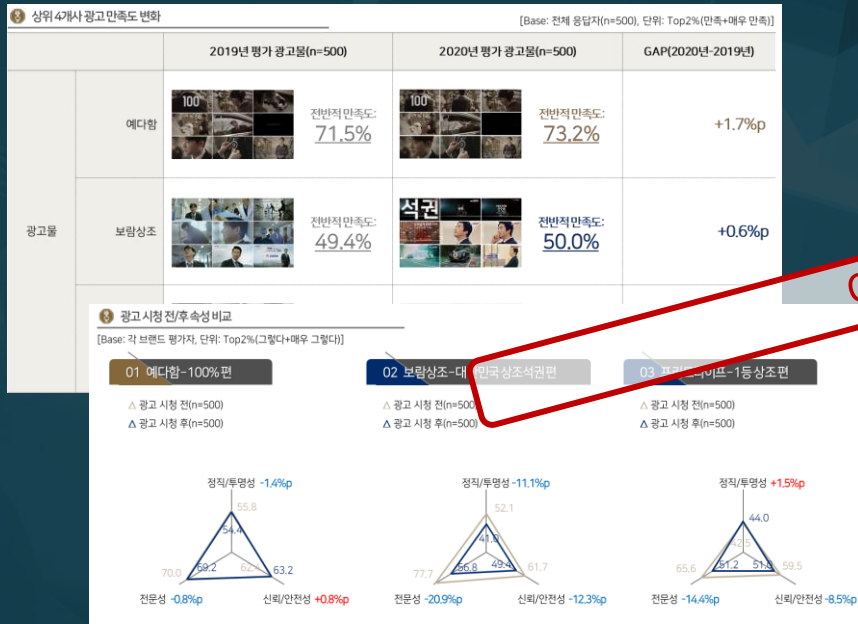 상위 4개사 광고 만족도 변화
[Base: 전체 응답자(n=500), 단위: Top2%(만족+매우 만족)]
2019년 평가 광고물(n=500)
2020년 평가 광고물(n=500)
GAP(2020년-2019년)
광고물
예다함
100
전반적 만족도:
71.5%
100
전반적 만족도:
73.2%
+1.7%p
보람상조
전반적 만족도:
49.4%
석권
전반적 만족도:
50.0%
+0.6%p
광고 시청 전/후 속성 비교
[Base: 각 브랜드 평가자, 단위: Top2%(그렇다+매우 그렇다)]
01 예다함-100%편
△ 광고 시청 전(n=500)
△ 광고 시청 후(n=500)
정직/투명성 -1.4%p
55.8
54.4
70.0
69.2
62.4
63.2
전문성 -0.8%p
신뢰/안전성 +0.8%p
02 보람상조-대한민국상조석권편
△ 광고 시청 전(n=500)
△ 광고 시청 후(n=500)
정직/투명성 -11.1%p
52.1
41.0
77.7
56.8
49.4
61.7
전문성 -20.9%p
신뢰/안전성 -12.3%p
03 프리드라이프-1등상조편
△ 광고 시청 전(n=500)
△ 광고 시청 후(n=500)
정직/투명성 +1.5%p
44.0
42.5
65.6
51.2
51.0
59.5
전문성 -14.4%p
신뢰/안전성 -8.5%p